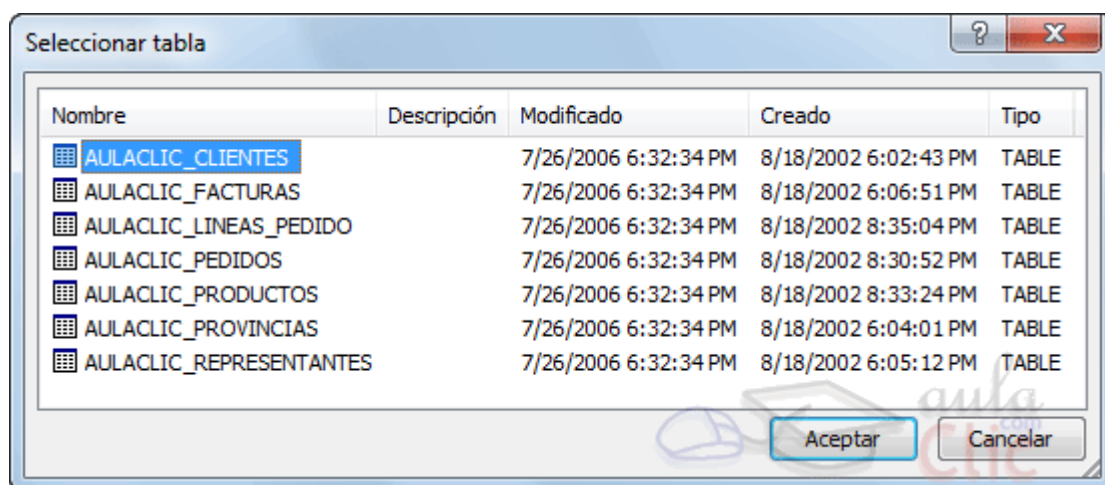 Seleccionar tabla
Nombre Descripción Modificado Creado Tipo
AULACLIC_CLIENTES 7/26/2006 6:32:34 PM 8/18/2002 6:02:43 PM TABLE
AULACLIC_FACTURAS 7/26/2006 6:32:34 PM 8/18/2002 6:06:51 PM TABLE
AULACLIC_LINEAS_PEDIDO 7/26/2006 6:32:34 PM 8/18/2002 8:35:04 PM TABLE
AULACLIC_PEDIDOS 7/26/2006 6:32:34 PM 8/18/2002 8:30:52 PM TABLE
AULACLIC_PRODUCTOS 7/26/2006 6:32:34 PM 8/18/2002 8:33:24 PM TABLE
AULACLIC_PROVINCIAS 7/26/2006 6:32:34 PM 8/18/2002 6:04:01 PM TABLE
AULACLIC_REPRESENTANTES 7/26/2006 6:32:34 PM 8/18/2002 6:05:12 PM TABLE
aula
.com
Clic
Aceptar Cancelar